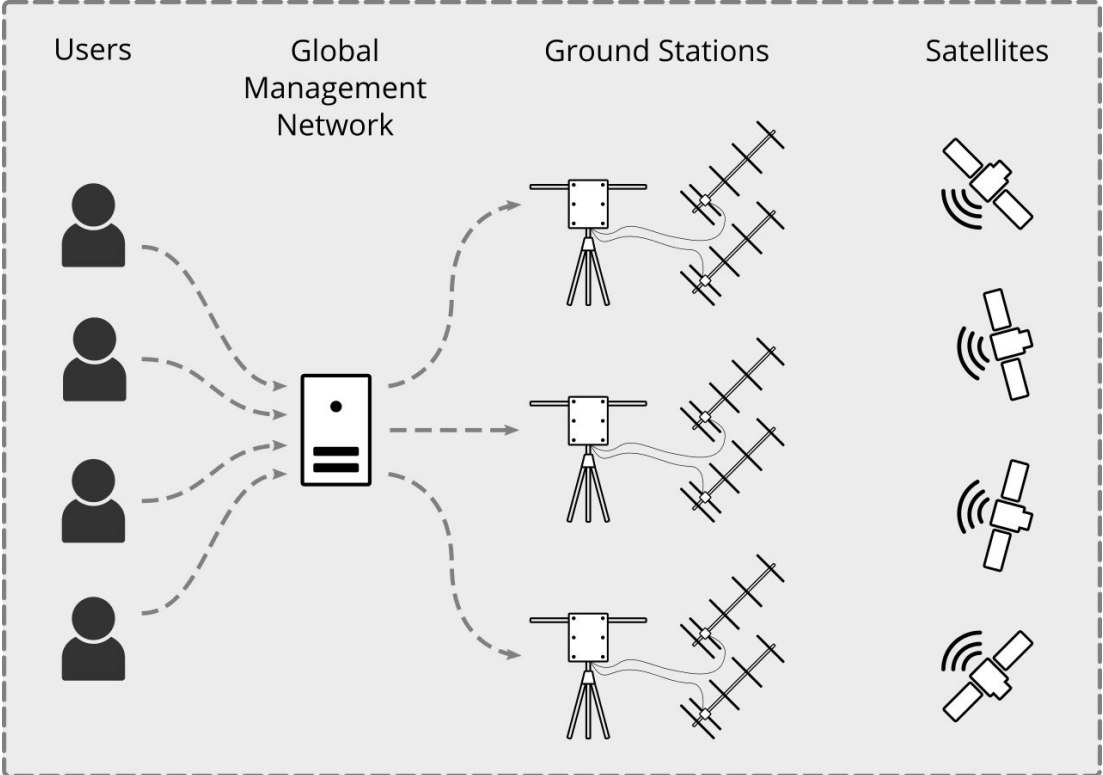 Users
Global
Management
Network
Ground Stations
Satellites